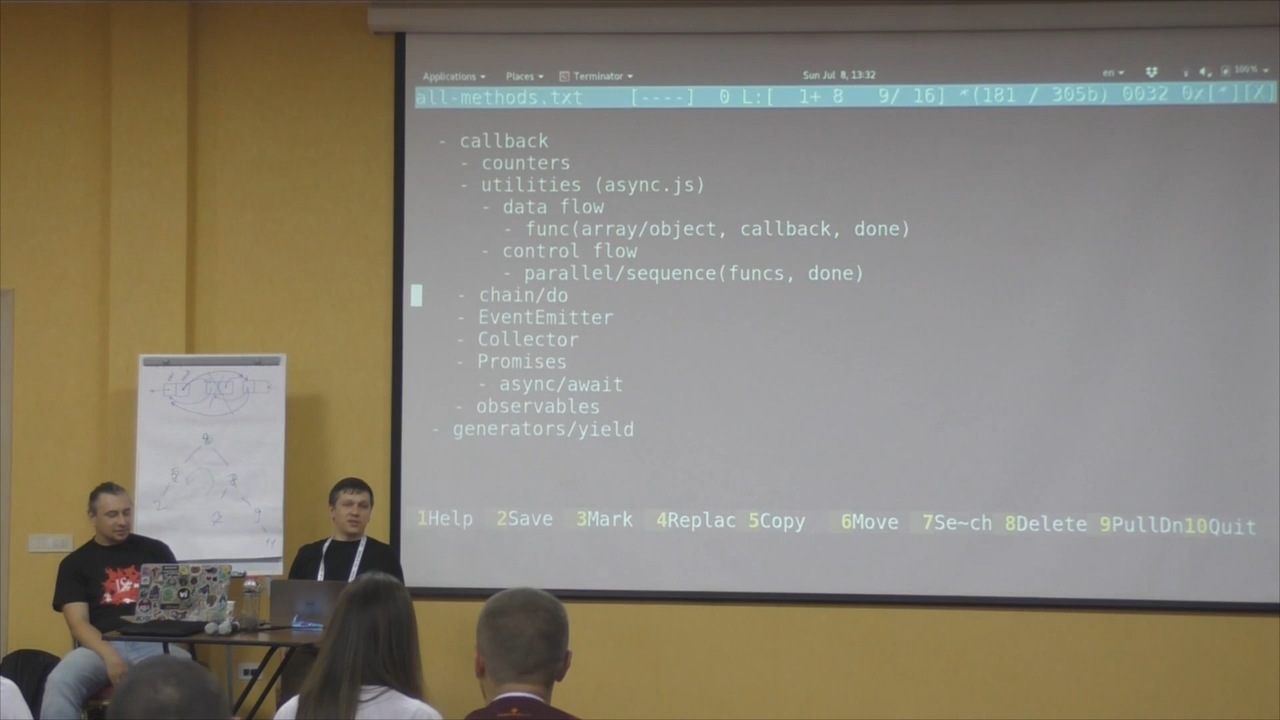 Applications Places Terminator Sun Jul 8, 13:32 en 100%
all-methods.txt [----] 0 L:[ 1+ 8 9/ 16] *(181 / 305b) 0032 0x[*][X]
- callback
- counters
- utilities (async.js)
- data flow
- func(array/object, callback, done)
- control flow
- parallel/sequence(funcs, done)
- chain/do
- EventEmitter
- Collector
- Promises
- async/await
- observables
- generators/yield
1Help 2Save 3Mark 4Replac 5Copy 6Move 7Se~ch 8Delete 9PullDn10Quit